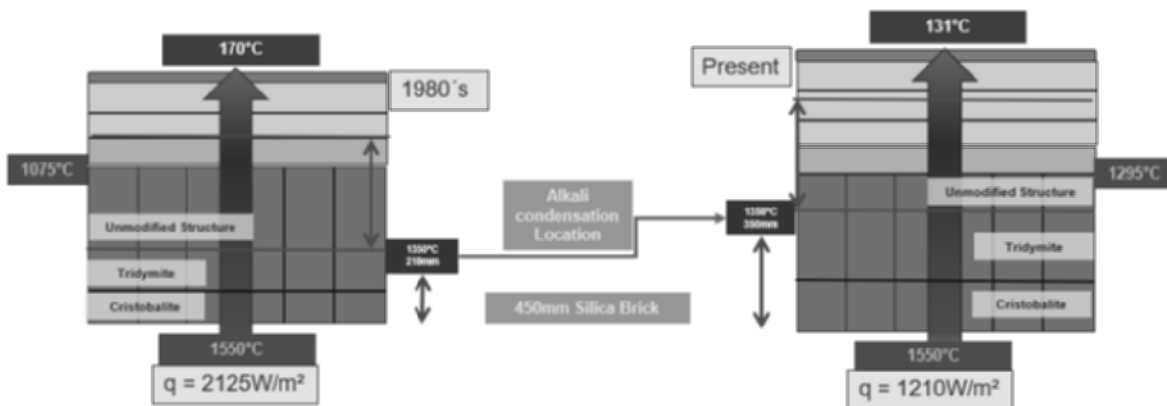 170°C
1980´s
1075°C
Unmodified Structure
1350°C
210mm
Tridymite
Cristobalite
1550°C
q = 2125W/m²
Alkali
condensation
Location
450mm Silica Brick
131°C
Present
1295°C
Unmodified Structure
1350°C
350mm
Tridymite
Cristobalite
1550°C
q = 1210W/m²